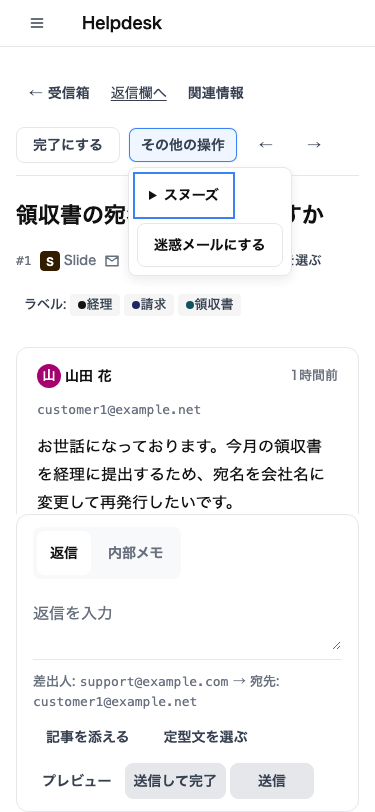 Helpdesk
← 受信箱 返信欄へ 関連情報
完了にする その他の操作 ← →
▶ スヌーズ
迷惑メールにする
領収書の宛 すか
#1 S Slide を選ぶ
ラベル: 経理 請求 領収書
山 山田 花 1時間前
customer1@example.net
お世話になっております。今月の領収書
を経理に提出するため、宛名を会社名に
変更して再発行したいです。
返信 内部メモ
返信を入力
差出人: support@example.com → 宛先:
customer1@example.net
記事を添える 定型文を選ぶ
プレビュー 送信して完了 送信